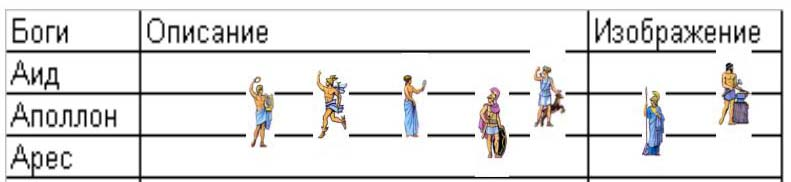 Боги Описание Изображение
Аид
Аполлон
Арес